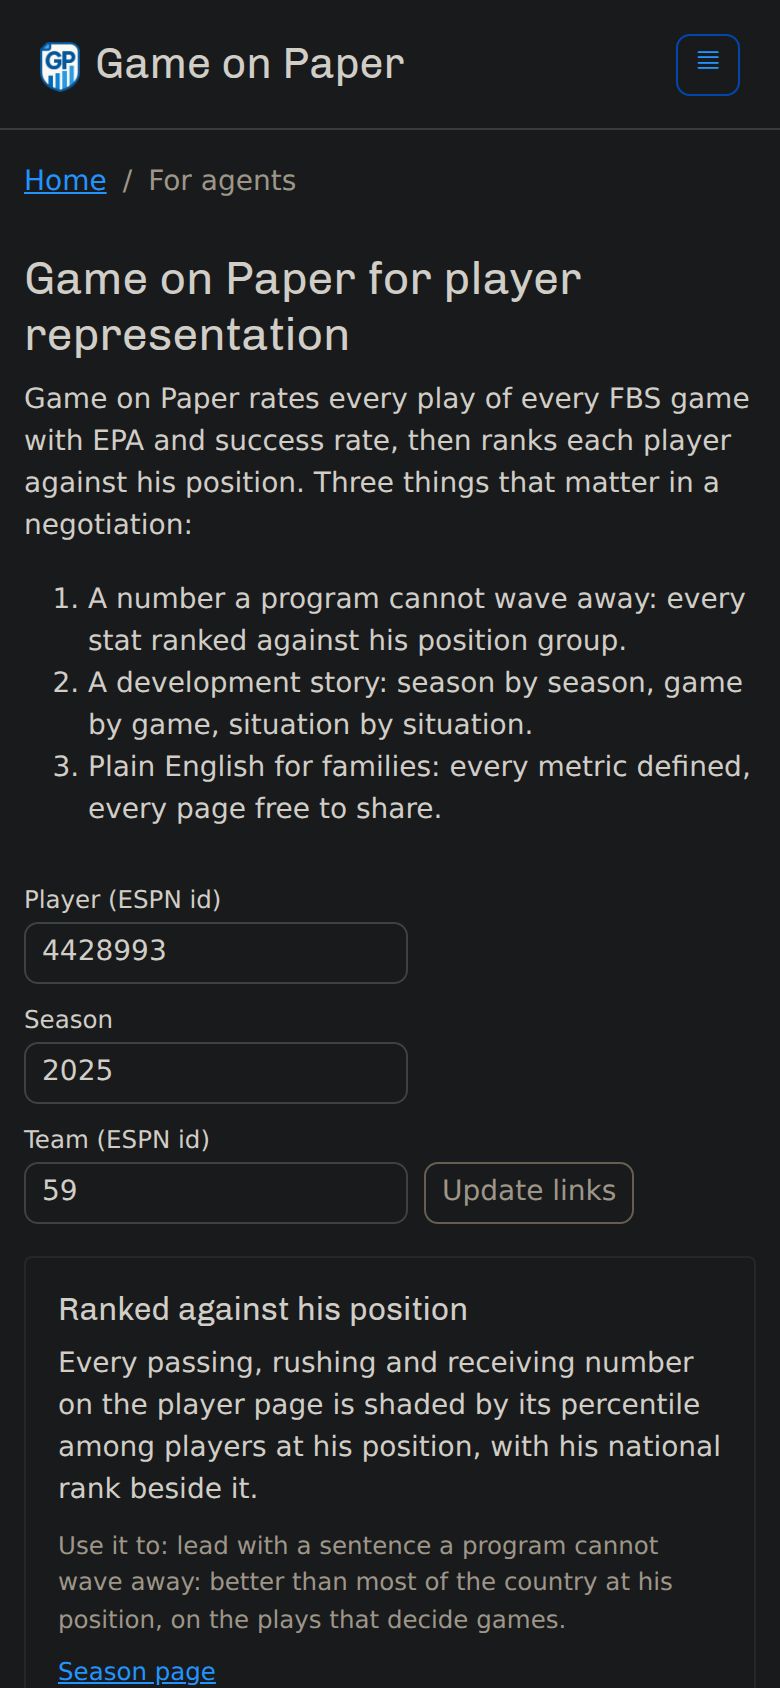 GP Game on Paper
Home / For agents
Game on Paper for player
representation
Game on Paper rates every play of every FBS game
with EPA and success rate, then ranks each player
against his position. Three things that matter in a
negotiation:
1. A number a program cannot wave away: every
stat ranked against his position group.
2. A development story: season by season, game
by game, situation by situation.
3. Plain English for families: every metric defined,
every page free to share.
Player (ESPN id)
4428993
Season
2025
Team (ESPN id)
59 Update links
Ranked against his position
Every passing, rushing and receiving number
on the player page is shaded by its percentile
among players at his position, with his national
rank beside it.
Use it to: lead with a sentence a program cannot
wave away: better than most of the country at his
position, on the plays that decide games.
Season page